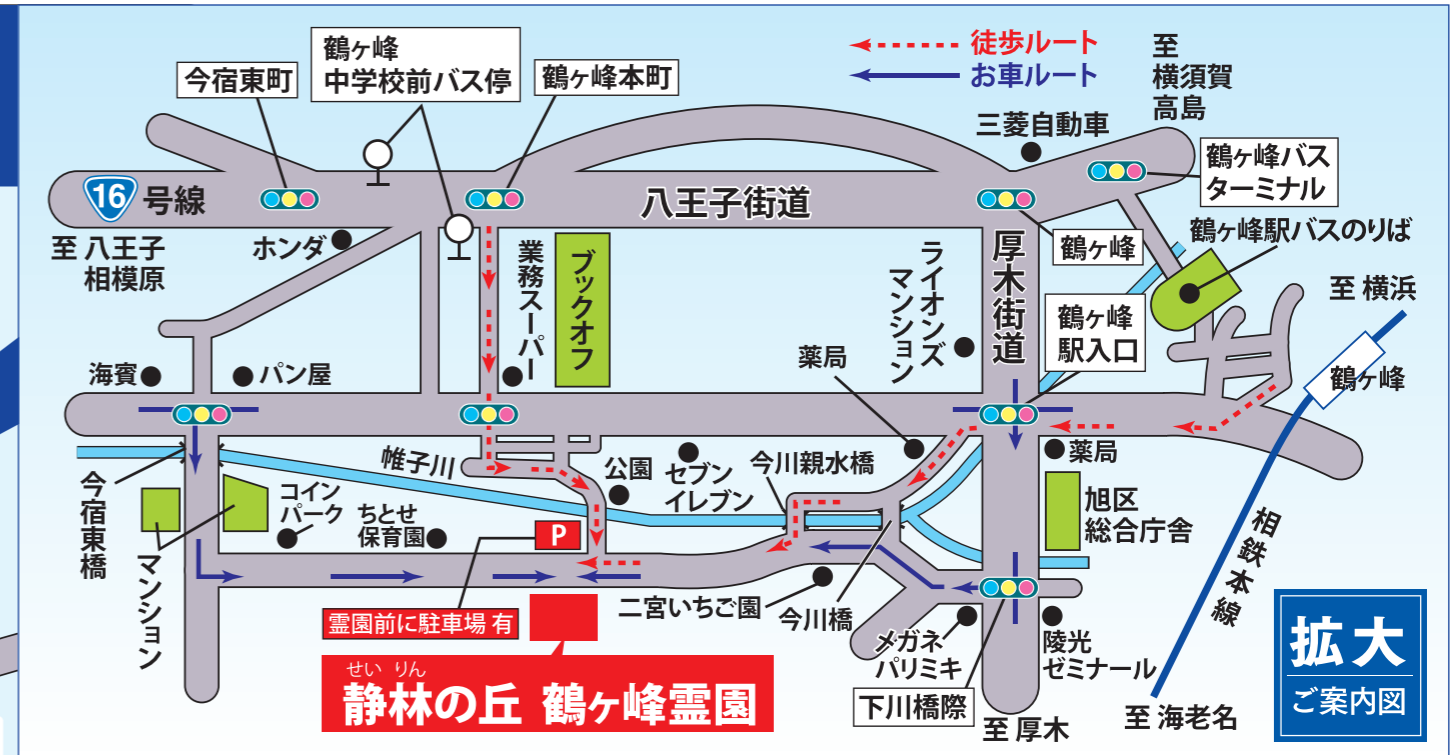 徒歩ルート
お車ルート
至
横須賀
高島
鶴ヶ峰
中学校前バス停
今宿東町
鶴ヶ峰本町
三菱自動車
鶴ヶ峰バス
ターミナル
16号線
八王子街道
至 八王子
相模原
ホンダ
業務スーパー
ブックオフ
ライオンズ
マンション
厚木街道
鶴ヶ峰
鶴ヶ峰駅バスのりば
至 横浜
鶴ヶ峰
駅入口
薬局
鶴ヶ峰
海賓
パン屋
帷子川
公園
セブン
イレブン
今川親水橋
薬局
今宿東橋
コイン
パーク
ちとせ
保育園
P
旭区
総合庁舎
相鉄本線
マンション
霊園前に駐車場 有
二宮いちご園
今川橋
メガネ
パリミキ
陵光
ゼミナール
せい りん
静林の丘 鶴ヶ峰霊園
下川橋際
至 厚木
至 海老名
拡大
ご案内図